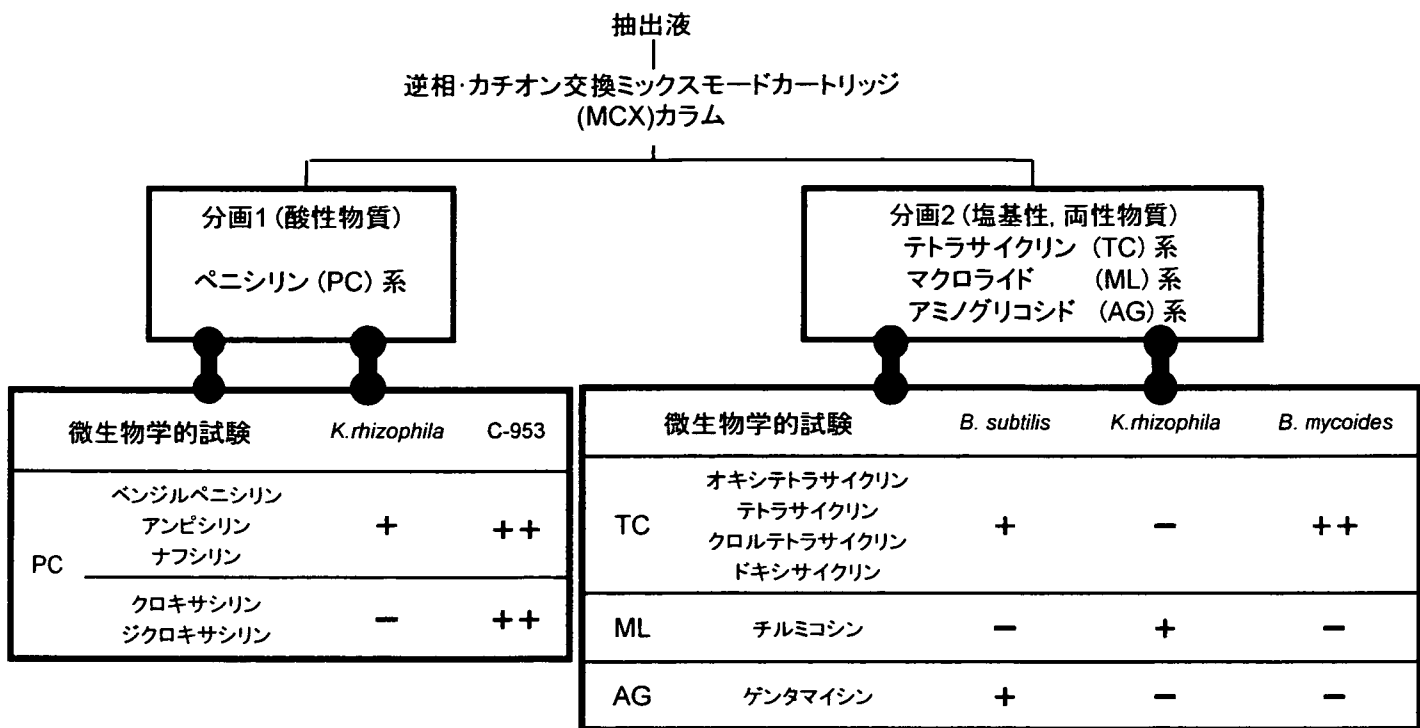 抽出液
逆相･カチオン交換ミックスモードカートリッジ
(MCX)カラム
分画1 (酸性物質)
ペニシリン (PC) 系
分画2 (塩基性, 両性物質)
テトラサイクリン (TC) 系
マクロライド (ML) 系
アミノグリコシド (AG) 系
微生物学的試験 K.rhizophila C-953
PC
ベンジルペニシリン
アンピシリン + ++
ナフシリン
クロキサシリン
ジクロキサシリン − ++
微生物学的試験 B. subtilis K.rhizophila B. mycoides
TC
オキシテトラサイクリン
テトラサイクリン
クロルテトラサイクリン
ドキシサイクリン
+ − ++
ML チルミコシン − + −
AG ゲンタマイシン + − −